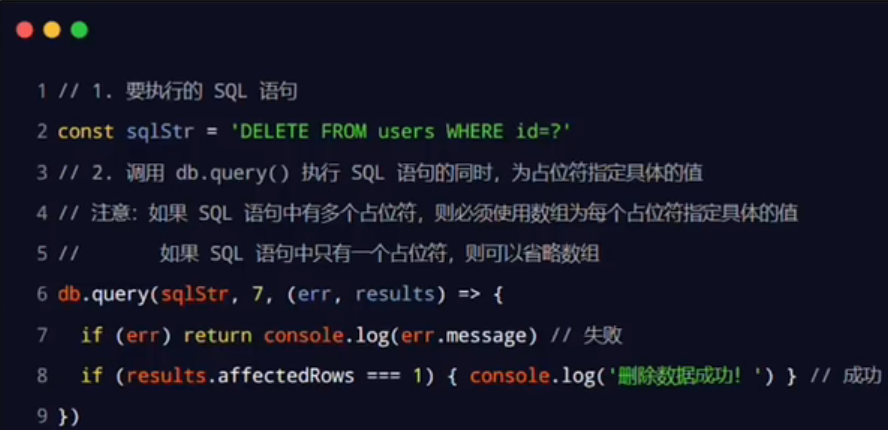 1 // 1. 要执行的 SQL 语句
2 const sqlStr = 'DELETE FROM users WHERE id=?'
3 // 2. 调用 db.query() 执行 SQL 语句的同时，为占位符指定具体的值
4 // 注意：如果 SQL 语句中有多个占位符，则必须使用数组为每个占位符指定具体的值
5 //       如果 SQL 语句中只有一个占位符，则可以省略数组
6 db.query(sqlStr, 7, (err, results) => {
7   if (err) return console.log(err.message) // 失败
8   if (results.affectedRows === 1) { console.log('删除数据成功！') } // 成功
9 })